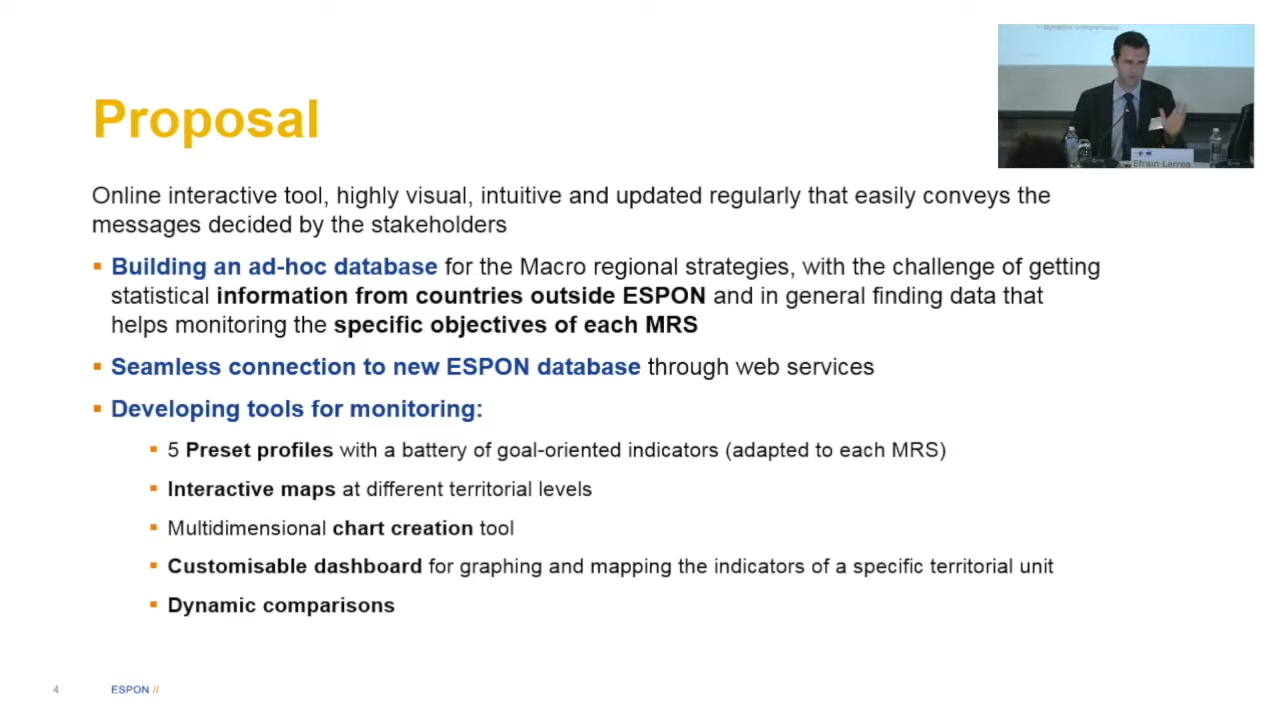 Dynamic comparisons
Efrain Larrea
Proposal
Online interactive tool, highly visual, intuitive and updated regularly that easily conveys the
messages decided by the stakeholders
Building an ad-hoc database for the Macro regional strategies, with the challenge of getting
statistical information from countries outside ESPON and in general finding data that
helps monitoring the specific objectives of each MRS
Seamless connection to new ESPON database through web services
Developing tools for monitoring:
5 Preset profiles with a battery of goal-oriented indicators (adapted to each MRS)
Interactive maps at different territorial levels
Multidimensional chart creation tool
Customisable dashboard for graphing and mapping the indicators of a specific territorial unit
Dynamic comparisons
4 ESPON //